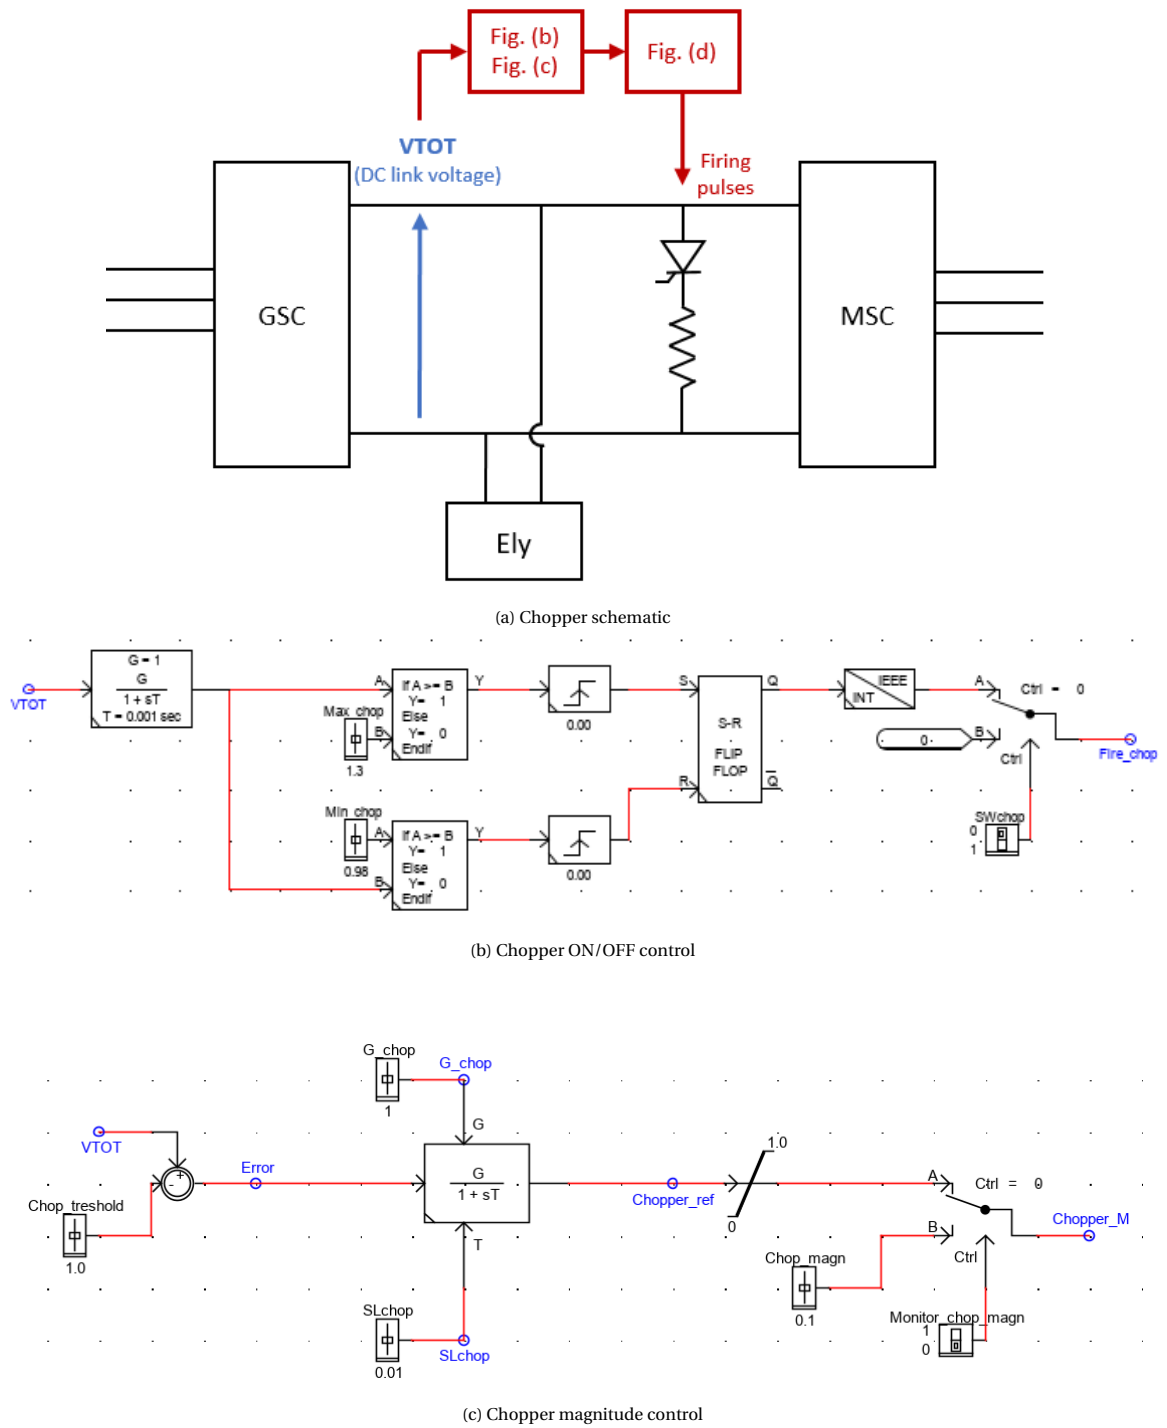 Fig. (b)
Fig. (c)
Fig. (d)
VTOT
(DC link voltage)
Firing
pulses
GSC
MSC
Ely
(a) Chopper schematic
G = 1
G
1 + sT
T = 0.001 sec
VTOT
Max_chop
1.3
A
B
If A >= B
Y= 1
Else
Y= 0
Endif
Y
0.00
Min_chop
0.98
A
B
If A >= B
Y= 1
Else
Y= 0
Endif
Y
0.00
S
R
S-R
FLIP
FLOP
Q
Q
IEEE
INT
A
Ctrl = 0
0
B
Ctrl
Fire_chop
SWchop
0
1
(b) Chopper ON/OFF control
G_chop
1
G_chop
G
VTOT
+
-
Error
Chop_treshold
1.0
G
1 + sT
T
SLchop
0.01
SLchop
Chopper_ref
1.0
0
A
Ctrl = 0
B
Ctrl
Chopper_M
Chop_magn
0.1
Monitor_chop_magn
1
0
(c) Chopper magnitude control